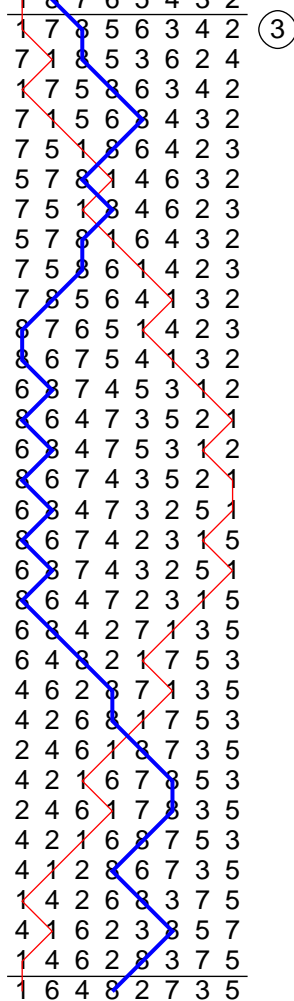 1 7 8 5 6 3 4 2 3
7 1 8 5 3 6 2 4
1 7 5 8 6 3 4 2
7 1 5 6 8 4 3 2
7 5 1 8 6 4 2 3
5 7 8 1 4 6 3 2
7 5 1 8 4 6 2 3
5 7 8 1 6 4 3 2
7 5 8 6 1 4 2 3
7 8 5 6 4 1 3 2
8 7 6 5 1 4 2 3
8 6 7 5 4 1 3 2
6 8 7 4 5 3 1 2
8 6 4 7 3 5 2 1
6 8 4 7 5 3 1 2
8 6 7 4 3 5 2 1
6 8 4 7 3 2 5 1
8 6 7 4 2 3 1 5
6 8 7 4 3 2 5 1
8 6 4 7 2 3 1 5
6 8 4 2 7 1 3 5
6 4 8 2 1 7 5 3
4 6 2 8 7 1 3 5
4 2 6 8 1 7 5 3
2 4 6 1 8 7 3 5
4 2 1 6 7 8 5 3
2 4 6 1 7 8 3 5
4 2 1 6 8 7 5 3
4 1 2 8 6 7 3 5
1 4 2 6 8 3 7 5
4 1 6 2 3 8 5 7
1 4 6 2 8 3 7 5
1 6 4 8 2 7 3 5